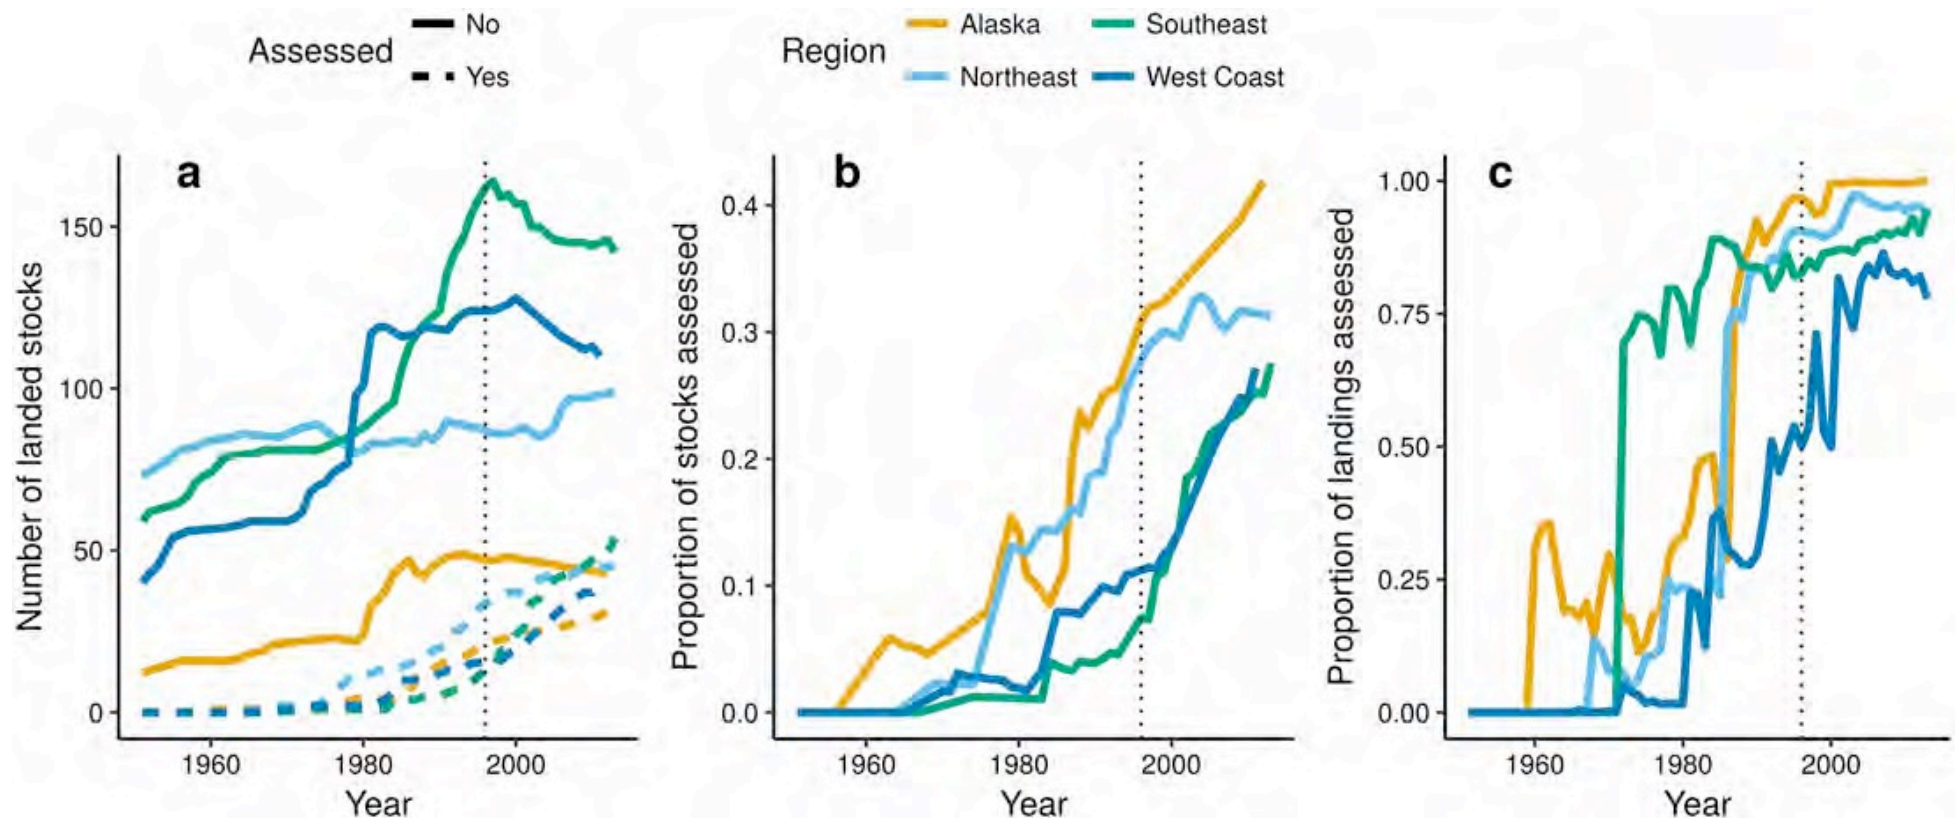 Assessed
No
Yes
Region
Alaska
Southeast
Northeast
West Coast
a
Number of landed stocks
150
100
50
0
1960 1980 2000
Year
b
Proportion of stocks assessed
0.4
0.3
0.2
0.1
0.0
1960 1980 2000
Year
c
Proportion of landings assessed
1.00
0.75
0.50
0.25
0.00
1960 1980 2000
Year